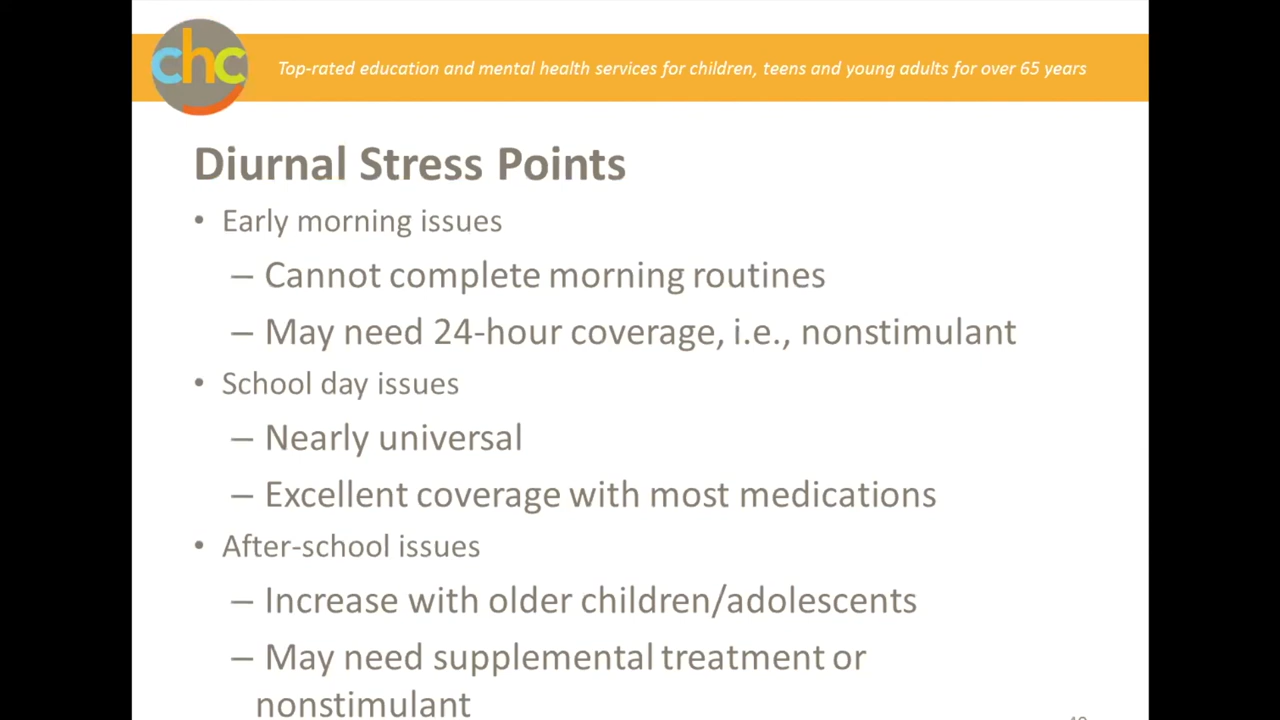 chc
Top-rated education and mental health services for children, teens and young adults for over 65 years
Diurnal Stress Points
• Early morning issues
– Cannot complete morning routines
– May need 24-hour coverage, i.e., nonstimulant
• School day issues
– Nearly universal
– Excellent coverage with most medications
• After-school issues
– Increase with older children/adolescents
– May need supplemental treatment or
nonstimulant